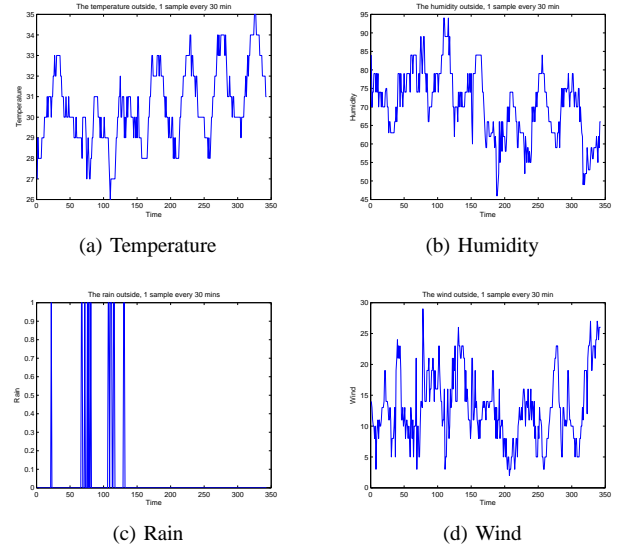 The temperature outside, 1 sample every 30 min
35
34
33
32
31
30
29
28
27
26
Temperature
0 50 100 150 200 250 300 350
Time
(a) Temperature
The humidity outside, 1 sample every 30 min
95
90
85
80
75
70
65
60
55
50
45
Humidity
0 50 100 150 200 250 300 350
Time
(b) Humidity
The rain outside, 1 sample every 30 mins
1
0.9
0.8
0.7
0.6
0.5
0.4
0.3
0.2
0.1
0
Rain
0 50 100 150 200 250 300 350
Time
(c) Rain
The wind outside, 1 sample every 30 min
30
25
20
15
10
5
0
Wind
0 50 100 150 200 250 300 350
Time
(d) Wind